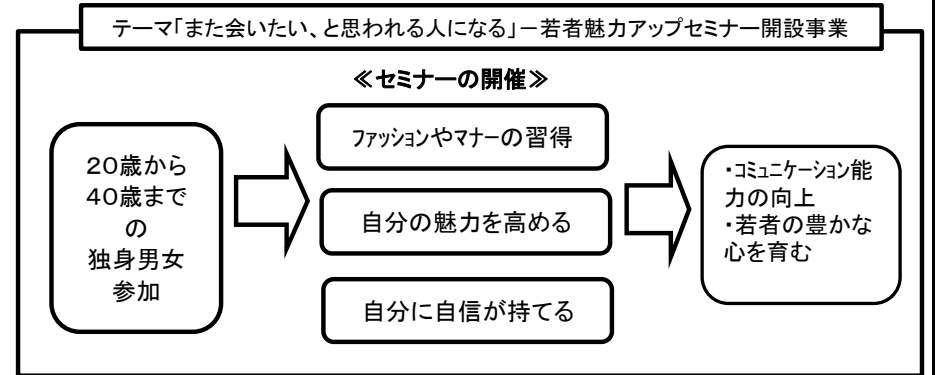 テーマ「また会いたい、と思われる人になる」－若者魅力アップセミナー開設事業
≪セミナーの開催≫
20歳から
40歳まで
の
独身男女
参加
ファッションやマナーの習得
自分の魅力を高める
自分に自信が持てる
・コミュニケーション能
力の向上
・若者の豊かな
心を育む